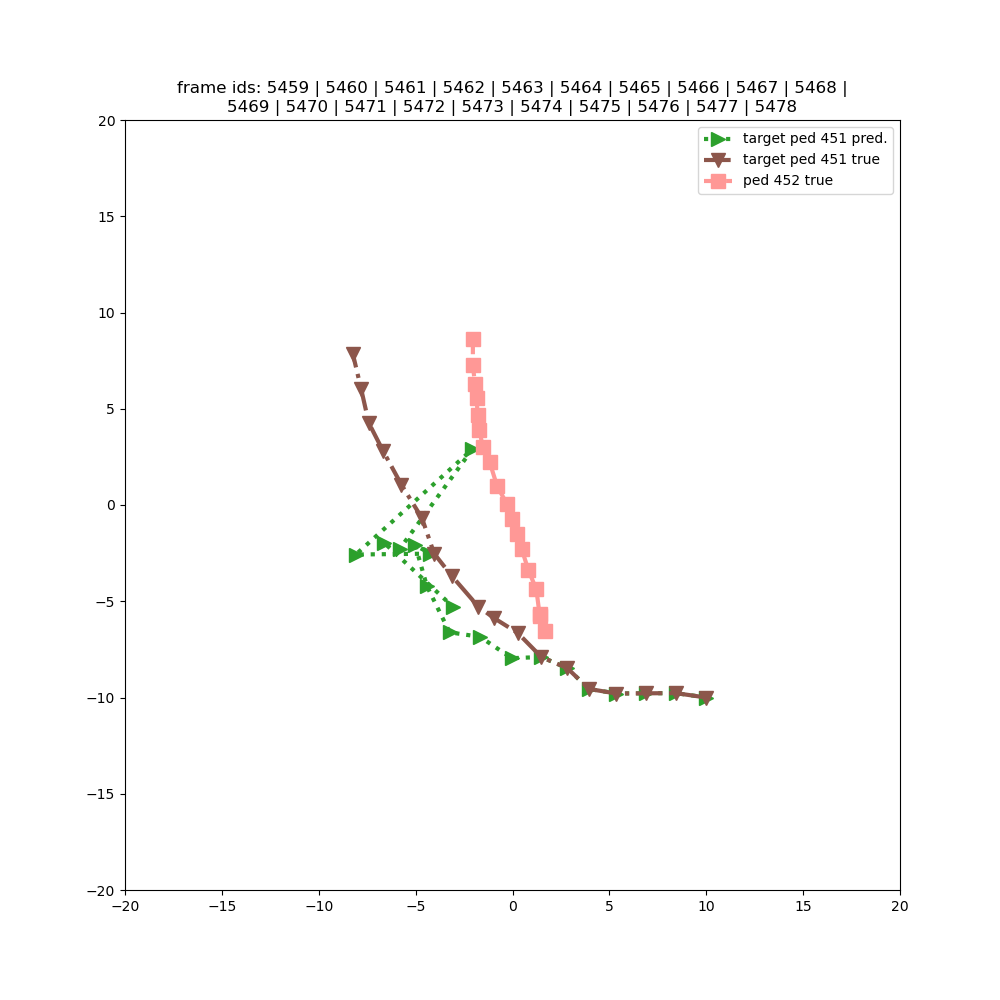 frame ids: 5459 | 5460 | 5461 | 5462 | 5463 | 5464 | 5465 | 5466 | 5467 | 5468 |
5469 | 5470 | 5471 | 5472 | 5473 | 5474 | 5475 | 5476 | 5477 | 5478
target ped 451 pred.
target ped 451 true
ped 452 true
20
15
10
5
0
−5
−10
−15
−20
−20 −15 −10 −5 0 5 10 15 20